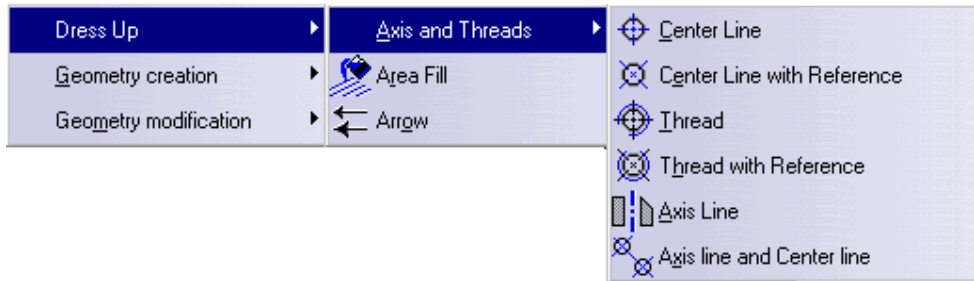 Dress Up
Geometry creation
Geometry modification
Axis and Threads
Area Fill
Arrow
Center Line
Center Line with Reference
Thread
Thread with Reference
Axis Line
Axis line and Center line